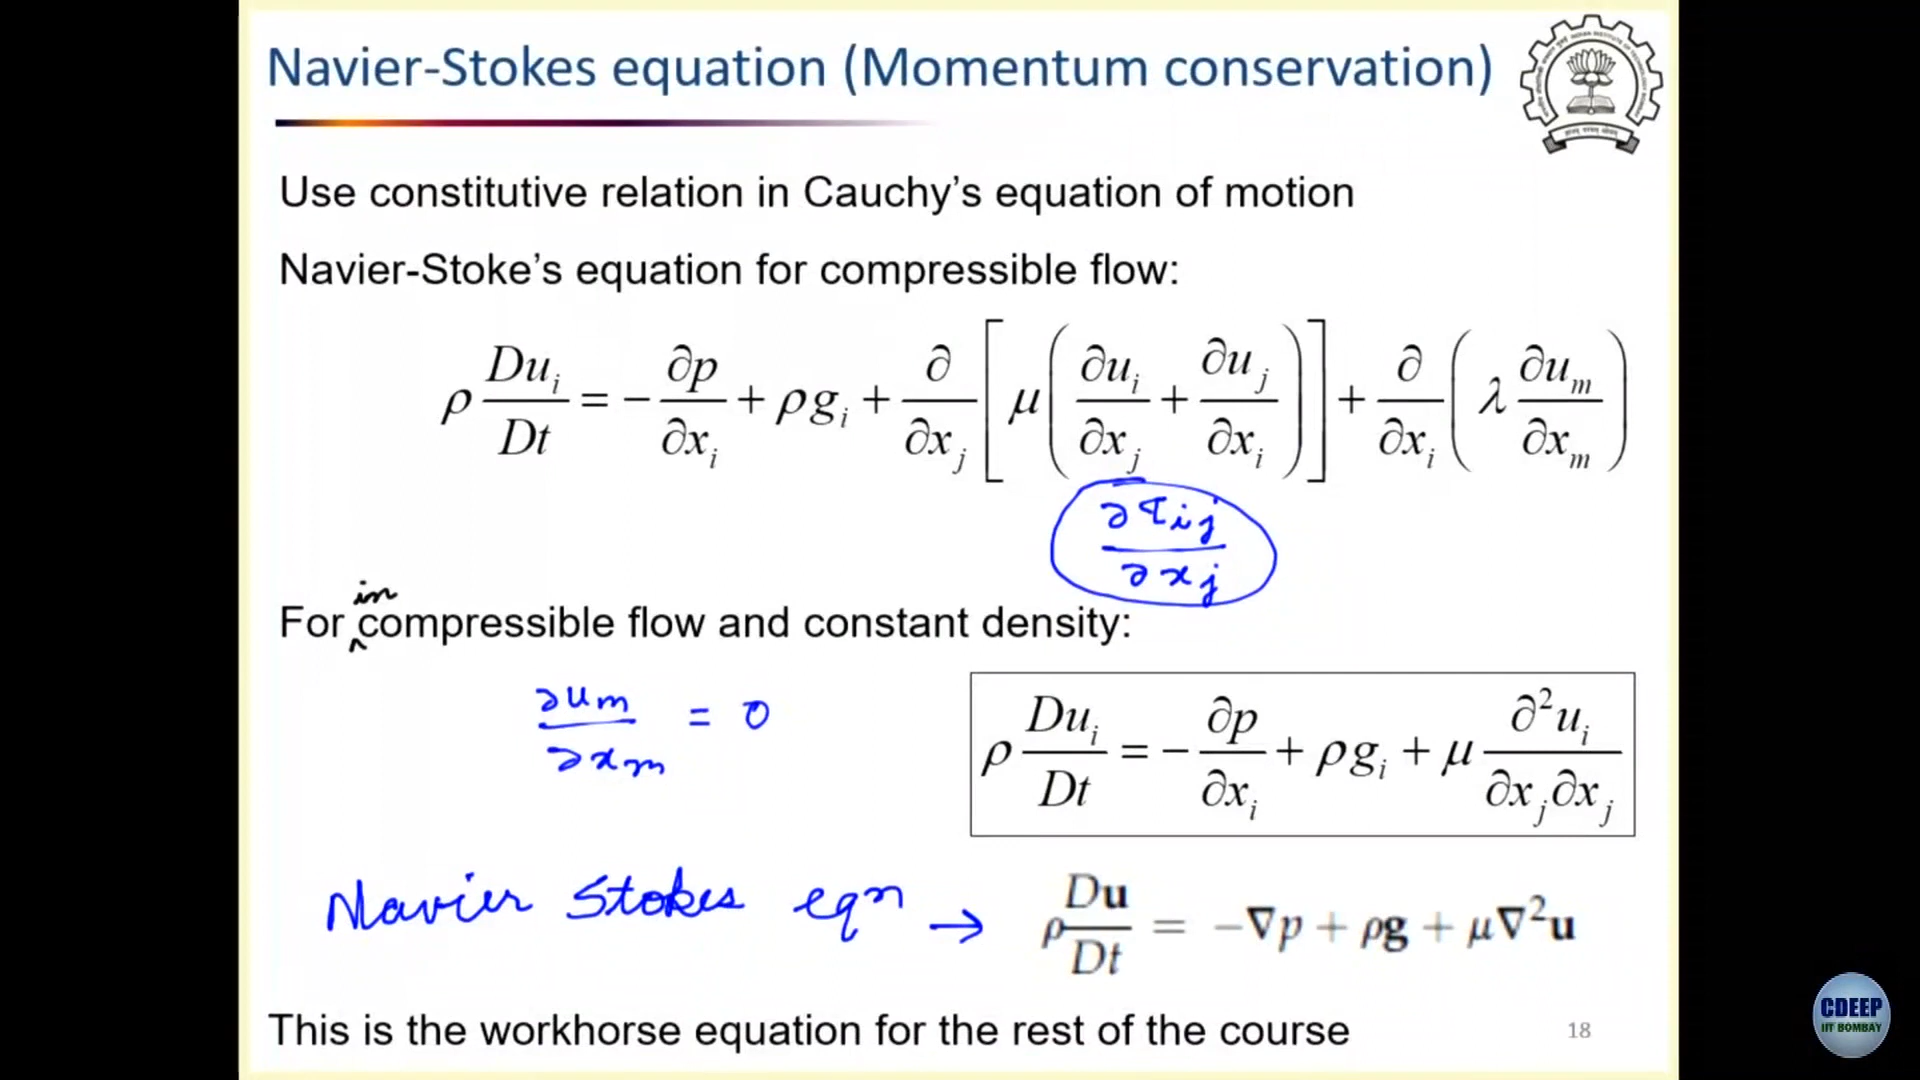 Navier-Stokes equation (Momentum conservation)
Use constitutive relation in Cauchy's equation of motion
Navier-Stoke's equation for compressible flow:
ρ Du_i/Dt = −∂p/∂x_i + ρg_i + ∂/∂x_j [μ(∂u_i/∂x_j + ∂u_j/∂x_i)] + ∂/∂x_i (λ ∂u_m/∂x_m)
∂τ_ij/∂x_j
For incompressible flow and constant density:
∂u_m/∂x_m = 0
ρ Du_i/Dt = −∂p/∂x_i + ρg_i + μ ∂²u_i/∂x_j∂x_j
Navier Stokes eqn → ρ Du/Dt = −∇p + ρg + μ∇²u
This is the workhorse equation for the rest of the course
18
CDEEP
IIT BOMBAY